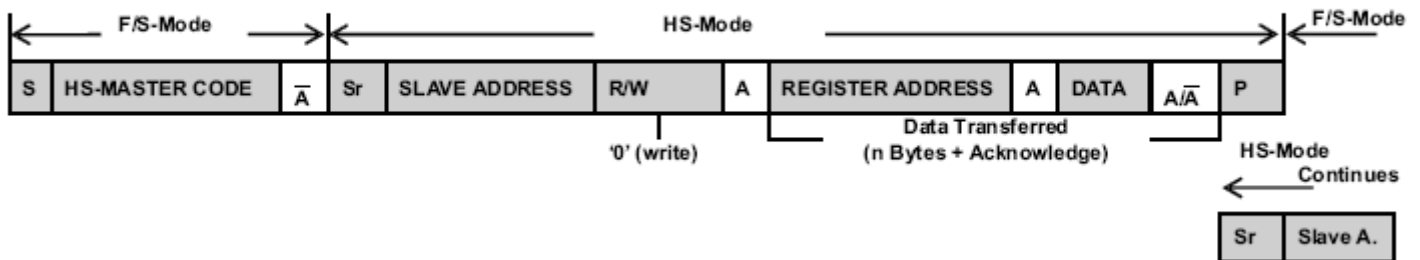 F/S-Mode HS-Mode F/S-Mode
S HS-MASTER CODE A̅ Sr SLAVE ADDRESS R/W A REGISTER ADDRESS A DATA A/A̅ P
'0' (write)
Data Transferred
(n Bytes + Acknowledge)
HS-Mode
Continues
Sr Slave A.